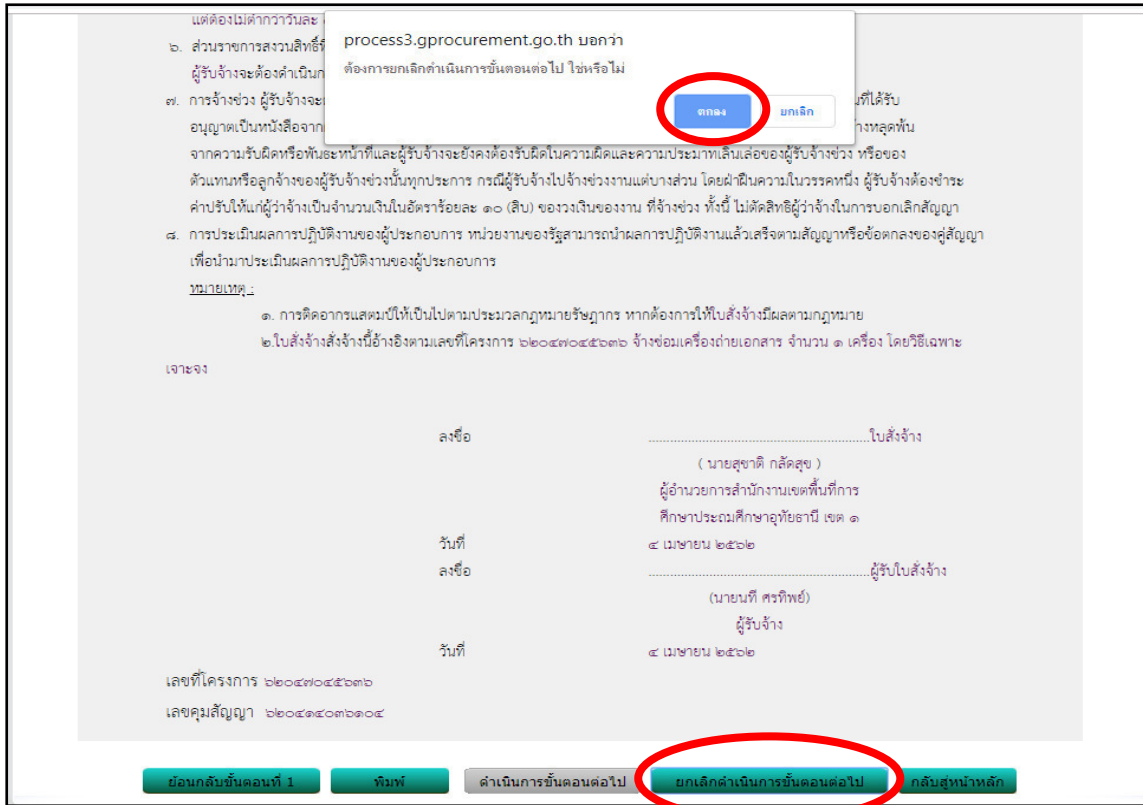 แต่ต้องไม่ต่ำกว่าวันละ
process3.gprocurement.go.th บอกว่า
ต้องการยกเลิกดำเนินการขั้นตอนต่อไป ใช่หรือไม่
ตกลง
ยกเลิก
๖. ส่วนราชการสงวนสิทธิ์ที่
ผู้รับจ้างจะต้องดำเนินก
๗. การจ้างช่วง ผู้รับจ้างจะ นที่ได้รับ
อนุญาตเป็นหนังสือจาก างหลุดพ้น
จากความรับผิดหรือพันธะหน้าที่และผู้รับจ้างจะยังคงต้องรับผิดในความผิดและความประมาทเลินเล่อของผู้รับจ้างช่วง หรือของ
ตัวแทนหรือลูกจ้างของผู้รับจ้างช่วงนั้นทุกประการ กรณีผู้รับจ้างไปจ้างช่วงงานแต่บางส่วน โดยฝ่าฝืนความในวรรคหนึ่ง ผู้รับจ้างต้องชำระ
ค่าปรับให้แก่ผู้ว่าจ้างเป็นจำนวนเงินในอัตราร้อยละ ๑๐ (สิบ) ของวงเงินของงาน ที่จ้างช่วง ทั้งนี้ ไม่ตัดสิทธิผู้ว่าจ้างในการบอกเลิกสัญญา
๘. การประเมินผลการปฏิบัติงานของผู้ประกอบการ หน่วยงานของรัฐสามารถนำผลการปฏิบัติงานแล้วเสร็จตามสัญญาหรือข้อตกลงของคู่สัญญา
เพื่อนำมาประเมินผลการปฏิบัติงานของผู้ประกอบการ
หมายเหตุ :
๑. การติดอากรแสตมป์ให้เป็นไปตามประมวลกฎหมายรัษฎากร หากต้องการให้ใบสั่งจ้างมีผลตามกฎหมาย
๒.ใบสั่งจ้างสั่งจ้างนี้อ้างอิงตามเลขที่โครงการ ๖๒๐๔๗๐๔๕๖๓๖ จ้างซ่อมเครื่องถ่ายเอกสาร จำนวน ๑ เครื่อง โดยวิธีเฉพาะ
เจาะจง
ลงชื่อ ......................................................ใบสั่งจ้าง
( นายสุชาติ กลัดสุข )
ผู้อำนวยการสำนักงานเขตพื้นที่การ
ศึกษาประถมศึกษาอุทัยธานี เขต ๑
วันที่ ๔ เมษายน ๒๕๖๒
ลงชื่อ ......................................................ผู้รับใบสั่งจ้าง
(นายนที ศรทิพย์)
ผู้รับจ้าง
วันที่ ๔ เมษายน ๒๕๖๒
เลขที่โครงการ ๖๒๐๔๗๐๔๕๖๓๖
เลขคุมสัญญา ๖๒๐๔๑๔๐๓๖๑๐๔
ย้อนกลับขั้นตอนที่ 1 พิมพ์ ดำเนินการขั้นตอนต่อไป ยกเลิกดำเนินการขั้นตอนต่อไป กลับสู่หน้าหลัก